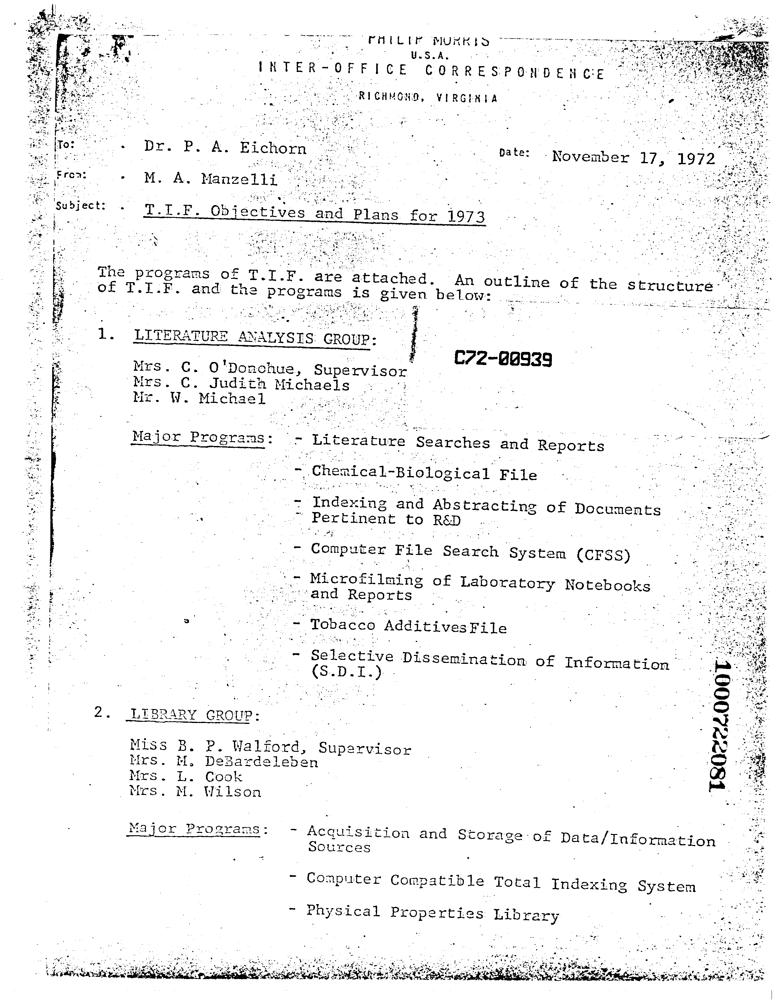 PHILIP MORRIS
U.S.A.
INTER-OFFICE CORRESPONDENCE
RICHMOND, VIRGINIA
To: . Dr. P. A. Eichorn
Date: November 17, 1972
From: . M. A. Manzelli
Subject: . T.I.F. Objectives and Plans for 1973
The programs of T.I.F. are attached. An outline of the structure
of T.I.F. and the programs is given below:
1. LITERATURE ANALYSIS GROUP:
C72-00939
Mrs. C. O'Donohue, Supervisor
Mrs. C. Judith Michaels
Mr. W. Michael
Major Programs: - Literature Searches and Reports
- Chemical-Biological File
- Indexing and Abstracting of Documents
Pertinent to R&D
- Computer File Search System (CFSS)
- Microfilming of Laboratory Notebooks
and Reports
- Tobacco Additives File
- Selective Dissemination of Information
(S.D.I.)
1000722081
2. LIBRARY GROUP:
Miss B. P. Walford, Supervisor
Mrs. M. DeBardeleben
Mrs. L. Cook
Mrs. M. Wilson
Major Programs: - Acquisition and Storage of Data/Information
Sources
- Computer Compatible Total Indexing System
- Physical Properties Library